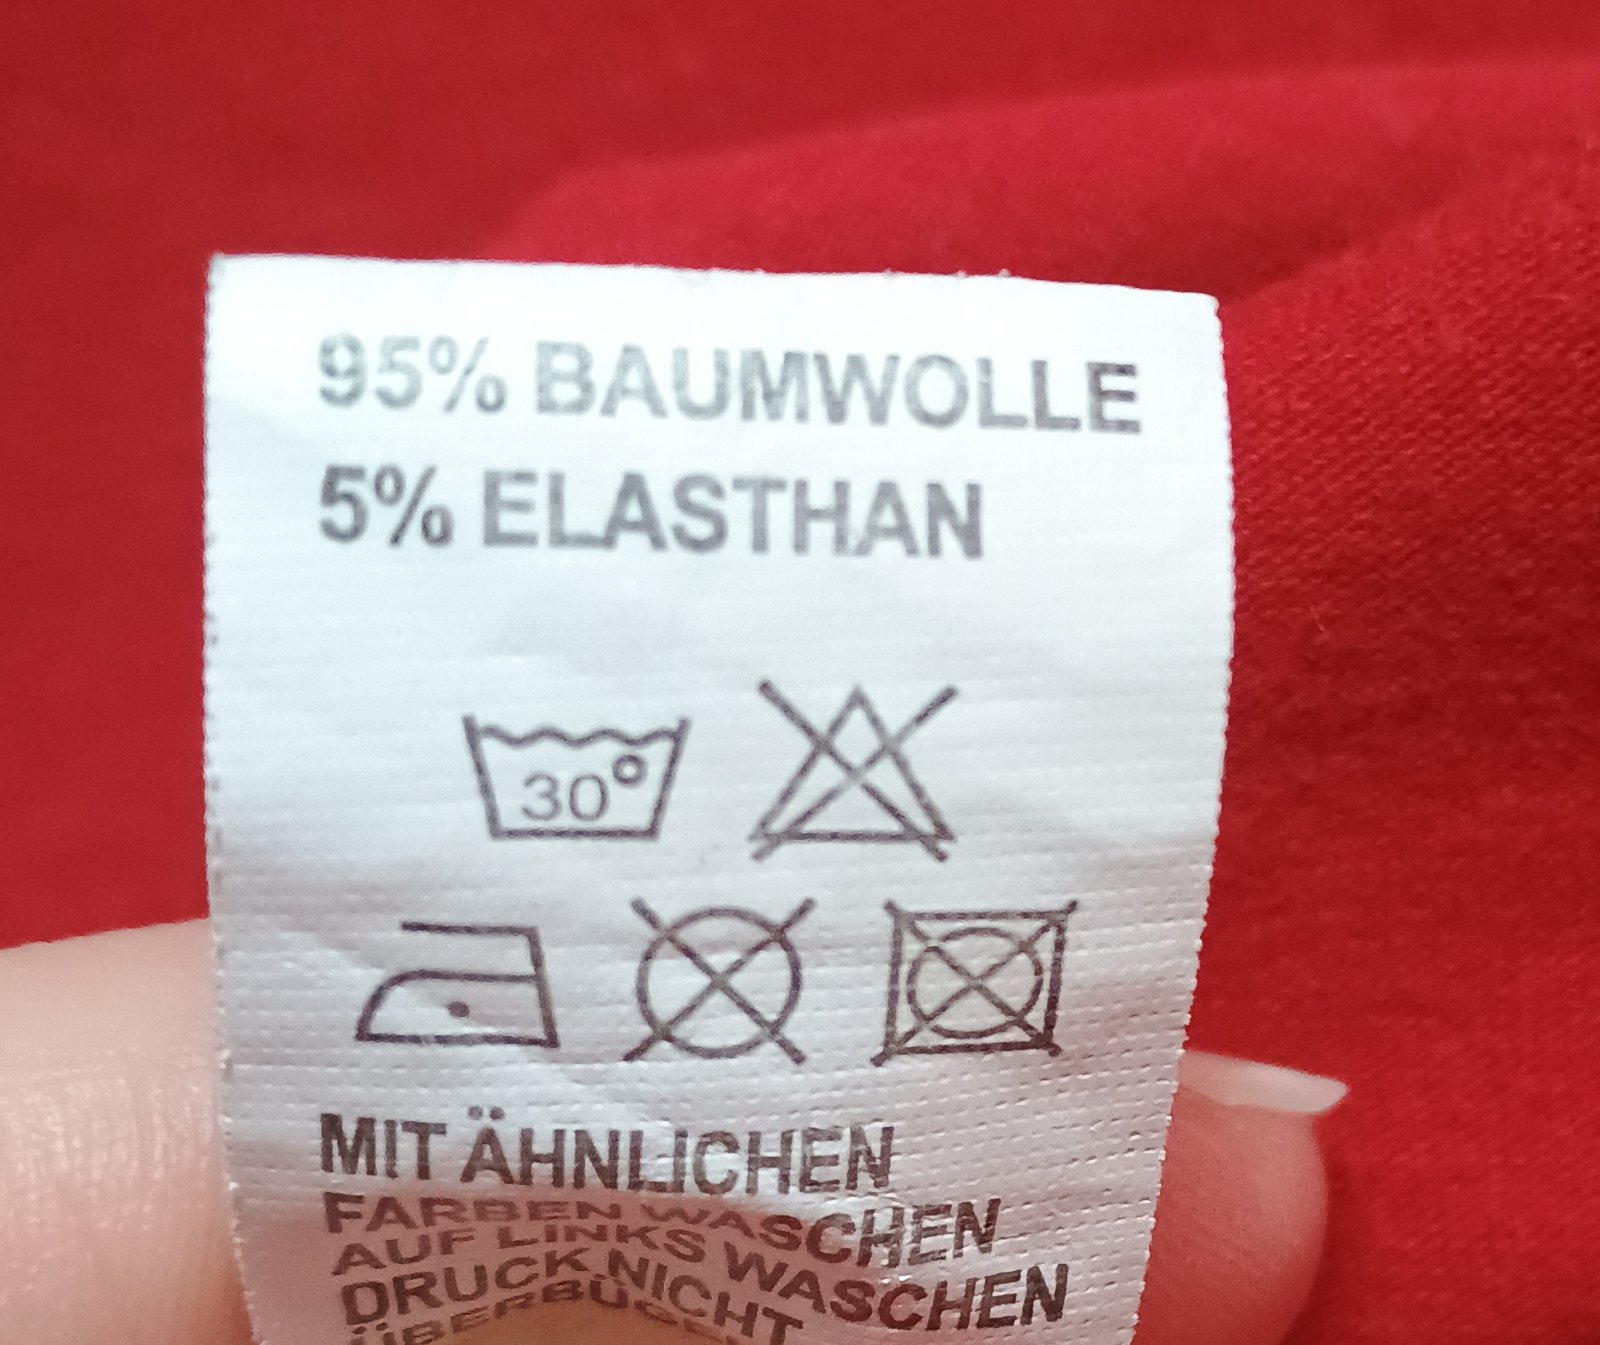 95% BAUMWOLLE
5% ELASTHAN
30°
MIT ÄHNLICHEN
FARBEN WASCHEN
AUF LINKS WASCHEN
DRUCK NICHT